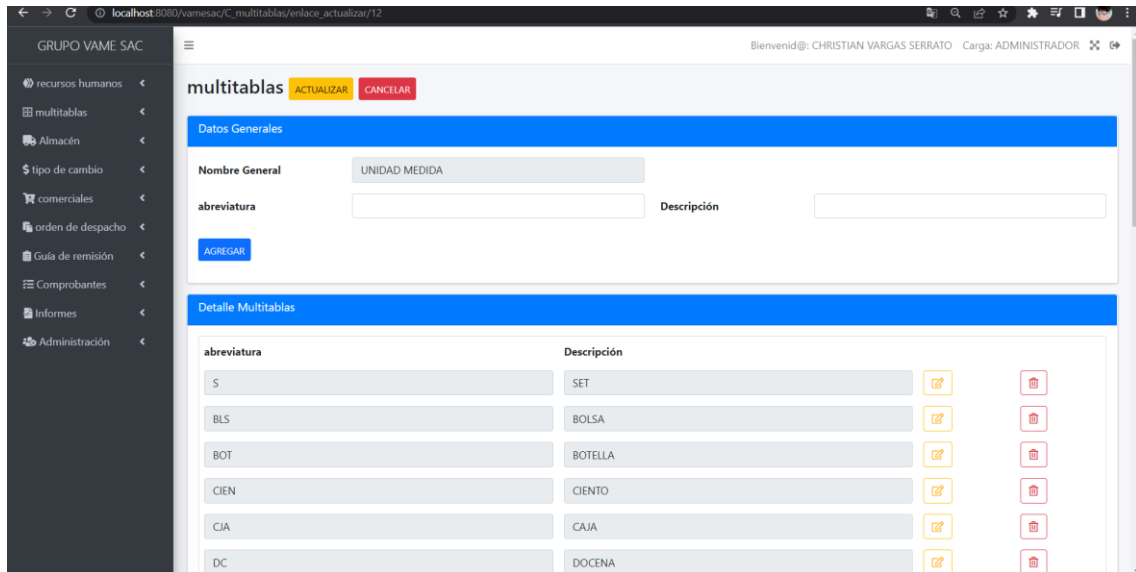 localhost:8080/vamesac/C_multitablas/enlace_actualizar/12
GRUPO VAME SAC
Bienvenid@: CHRISTIAN VARGAS SERRATO Carga: ADMINISTRADOR
recursos humanos
multitablas
Almacén
tipo de cambio
comerciales
orden de despacho
Guía de remisión
Comprobantes
Informes
Administración
multitablas ACTUALIZAR CANCELAR
Datos Generales
Nombre General UNIDAD MEDIDA
abreviatura Descripción
AGREGAR
Detalle Multitablas
abreviatura Descripción
S SET
BLS BOLSA
BOT BOTELLA
CIEN CIENTO
CJA CAJA
DC DOCENA